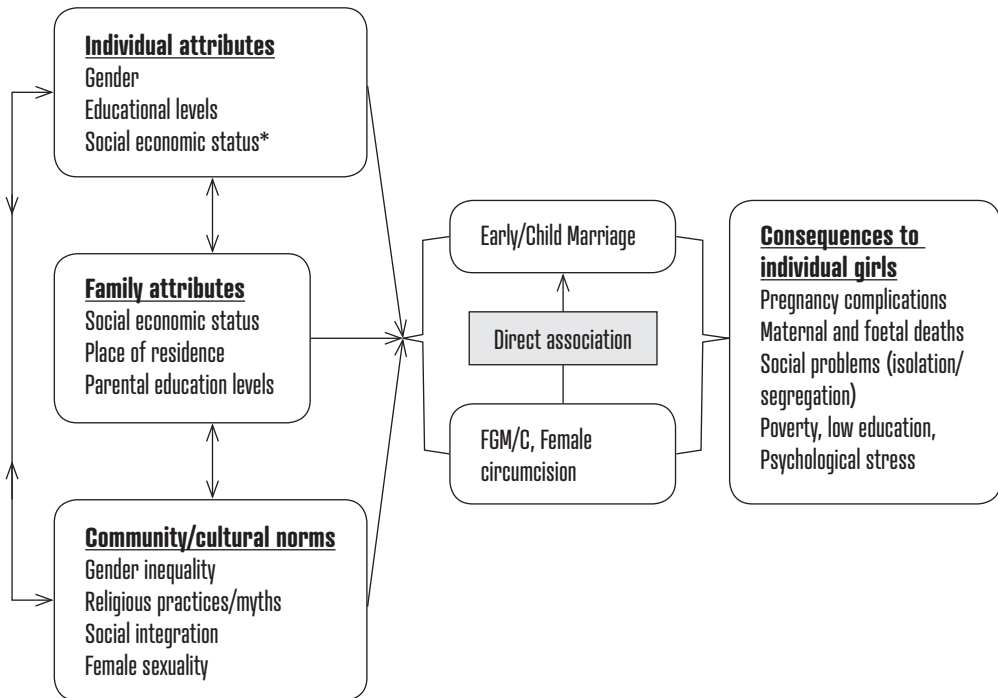 Individual attributes
Gender
Educational levels
Social economic status*
Family attributes
Social economic status
Place of residence
Parental education levels
Community/cultural norms
Gender inequality
Religious practices/myths
Social integration
Female sexuality
Early/Child Marriage
Direct association
FGM/C, Female
circumcision
Consequences to
individual girls
Pregnancy complications
Maternal and foetal deaths
Social problems (isolation/
segregation)
Poverty, low education,
Psychological stress